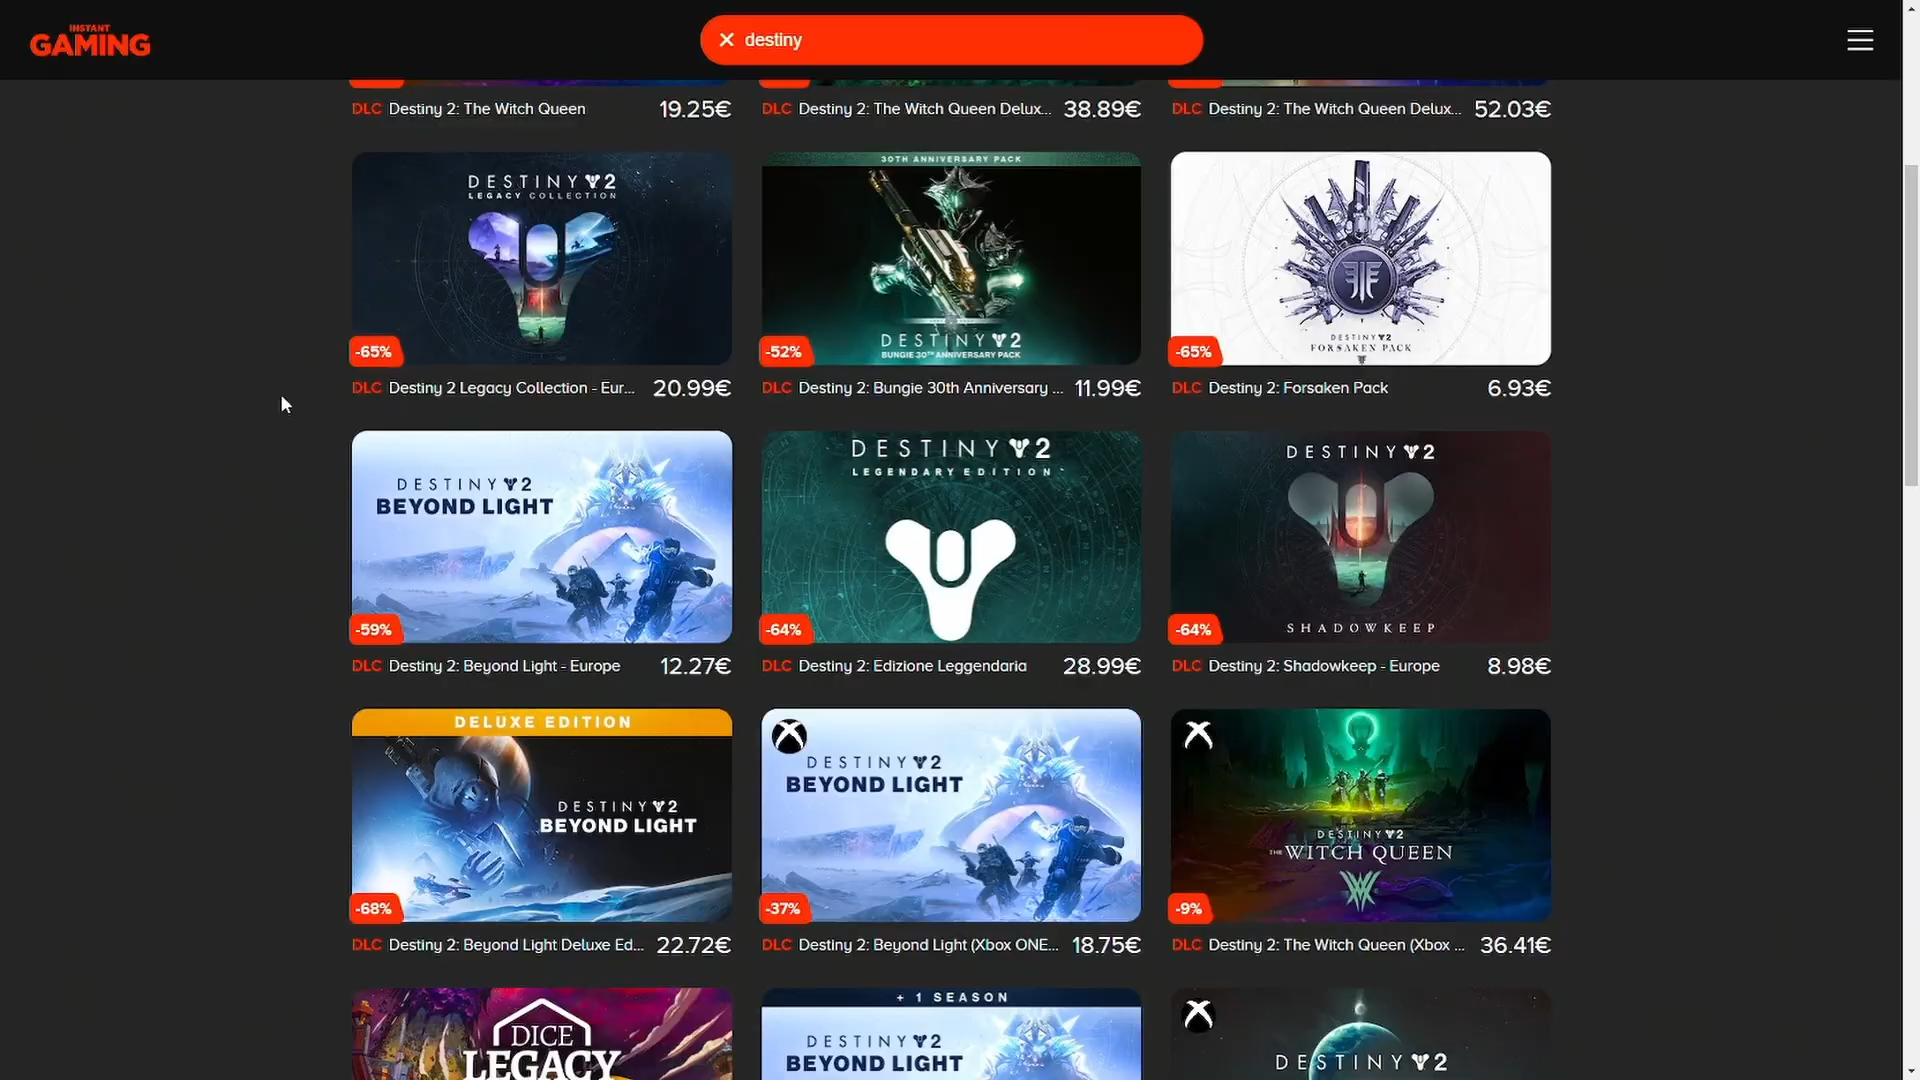 INSTANT
GAMING
destiny
DLC Destiny 2: The Witch Queen 19.25€
DLC Destiny 2: The Witch Queen Delux... 38.89€
DLC Destiny 2: The Witch Queen Delux... 52.03€
DESTINY 2
LEGACY COLLECTION
-65%
DLC Destiny 2 Legacy Collection - Eur... 20.99€
30TH ANNIVERSARY PACK
DESTINY 2
BUNGIE 30TH ANNIVERSARY PACK
-52%
DLC Destiny 2: Bungie 30th Anniversary ... 11.99€
DESTINY 2
FORSAKEN PACK
-65%
DLC Destiny 2: Forsaken Pack 6.93€
DESTINY 2
BEYOND LIGHT
-59%
DLC Destiny 2: Beyond Light - Europe 12.27€
DESTINY 2
LEGENDARY EDITION
-64%
DLC Destiny 2: Edizione Leggendaria 28.99€
DESTINY 2
SHADOWKEEP
-64%
DLC Destiny 2: Shadowkeep - Europe 8.98€
DELUXE EDITION
DESTINY 2
BEYOND LIGHT
-68%
DLC Destiny 2: Beyond Light Deluxe Ed... 22.72€
DESTINY 2
BEYOND LIGHT
-37%
DLC Destiny 2: Beyond Light (Xbox ONE... 18.75€
DESTINY 2
THE WITCH QUEEN
-9%
DLC Destiny 2: The Witch Queen (Xbox ... 36.41€
DICE
LEGACY
+ 1 SEASON
DESTINY 2
BEYOND LIGHT
DESTINY 2